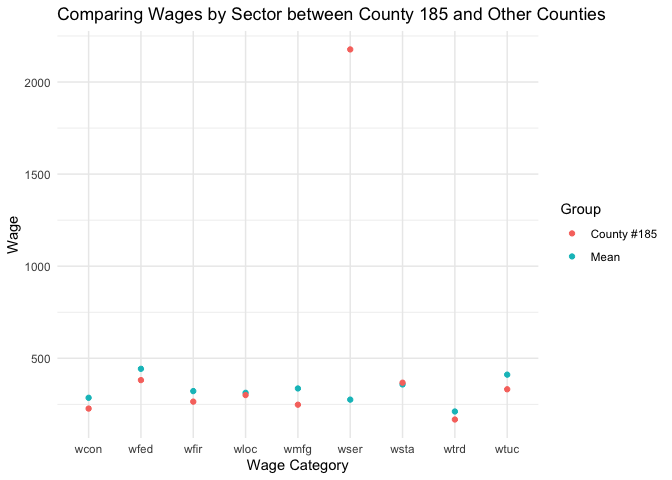 Comparing Wages by Sector between County 185 and Other Counties
Wage
2000
1500
1000
500
wcon wfed wfir wloc wmfg wser wsta wtrd wtuc
Wage Category
Group
County #185
Mean